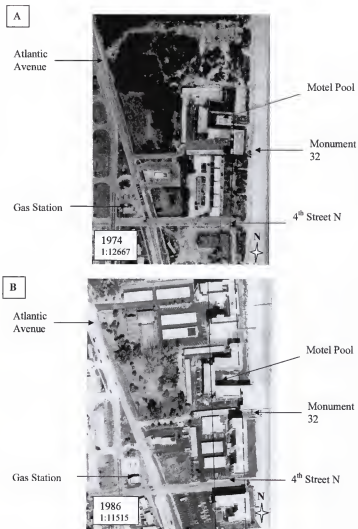 A
Atlantic
Avenue
Motel Pool
Monument
32
Gas Station
4th Street N
1974
1:12667
N
B
Atlantic
Avenue
Motel Pool
Monument
32
Gas Station
4th Street N
1986
1:11515
N